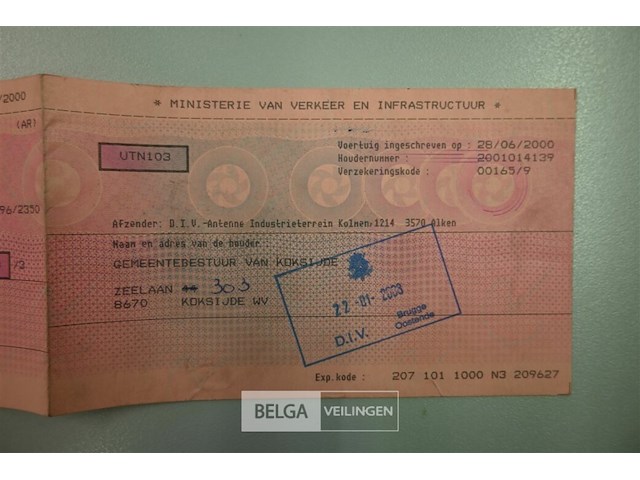 /2000
(AR)
96/2350
/2
* MINISTERIE VAN VERKEER EN INFRASTRUCTUUR *
UTN103
Voertuig ingeschreven op : 28/06/2000
Houdernummer : 2001014139
Verzekeringskode : 00165/9
Afzender: D.I.V.-Antenne Industrieterrein Kolmen,1214 3570 Alken
Naam en adres van de houder:
GEMEENTEBESTUUR VAN KOKSIJDE
ZEELAAN 303
8670 KOKSIJDE WV
22 -01- 2003
Brugge
Oostende
D.I.V.
Exp.kode : 207 101 1000 N3 209627
BELGA VEILINGEN